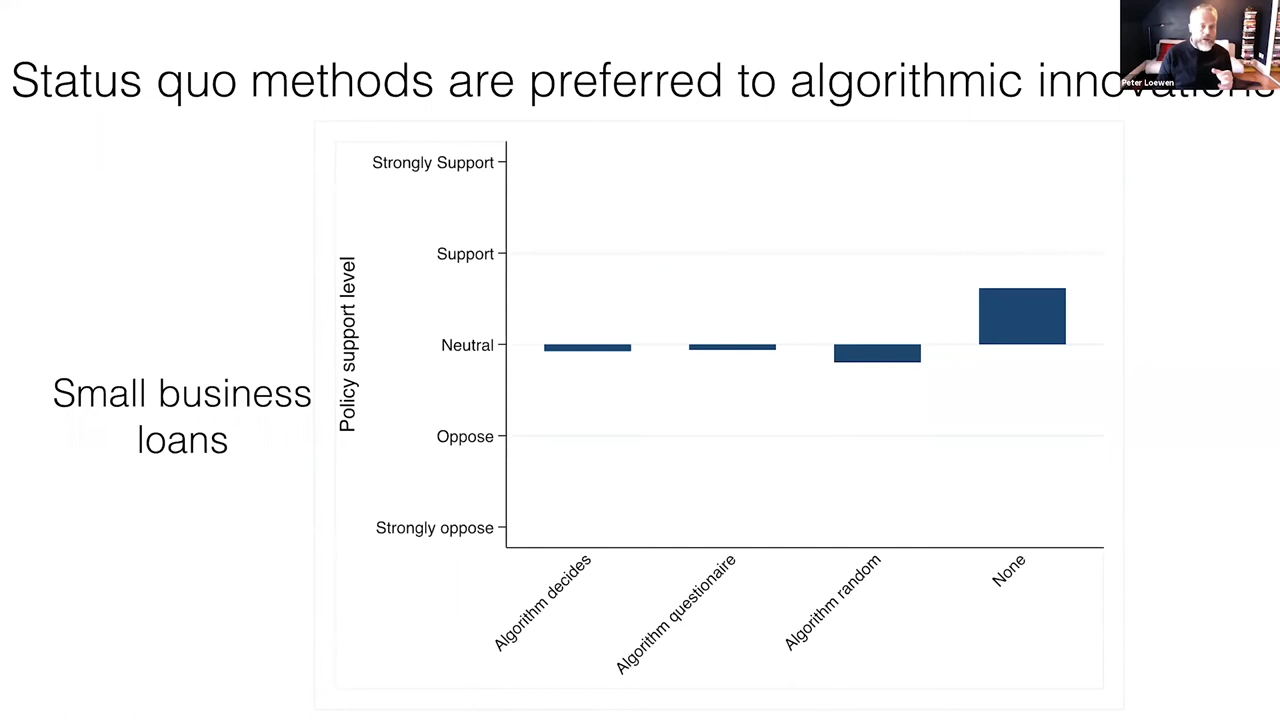 Peter Loewen
Status quo methods are preferred to algorithmic innovations
Strongly Support
Support
Neutral
Oppose
Strongly oppose
Policy support level
Small business
loans
Algorithm decides
Algorithm questionaire
Algorithm random
None